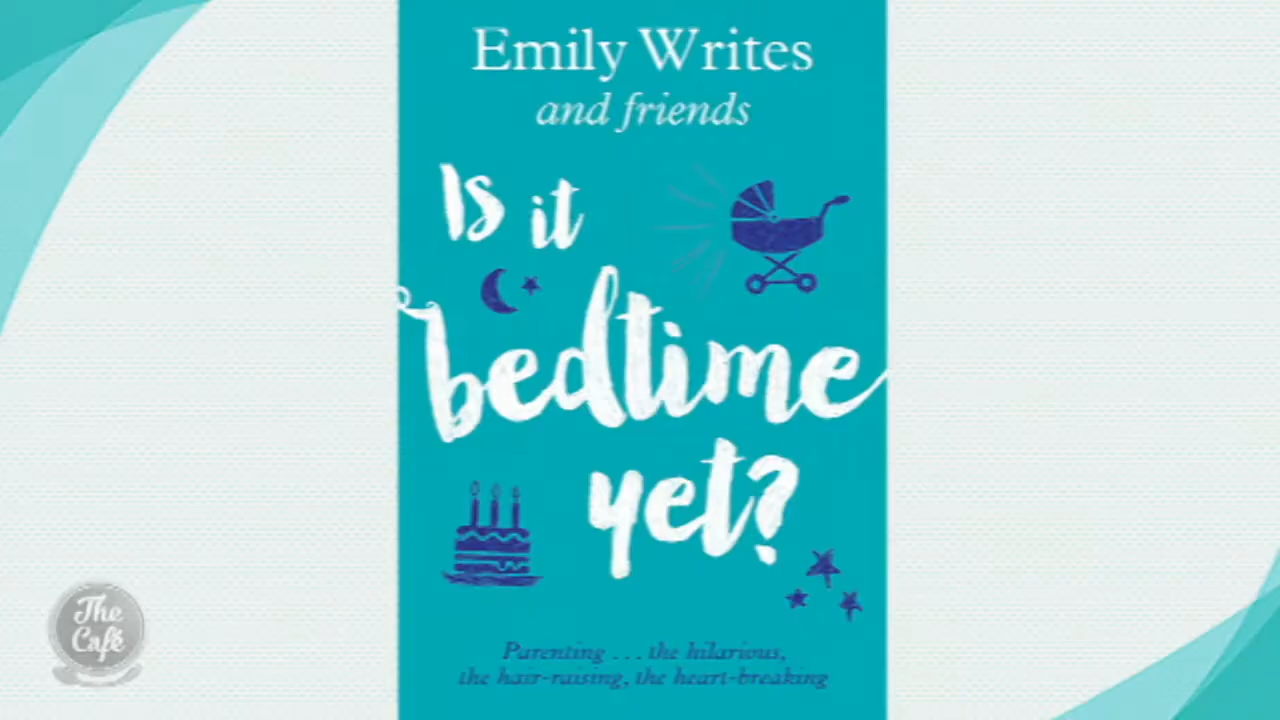 Emily Writes
and friends
Is it
bedtime
yet?
Parenting . . . the hilarious,
the hair-raising, the heart-breaking
The
Café